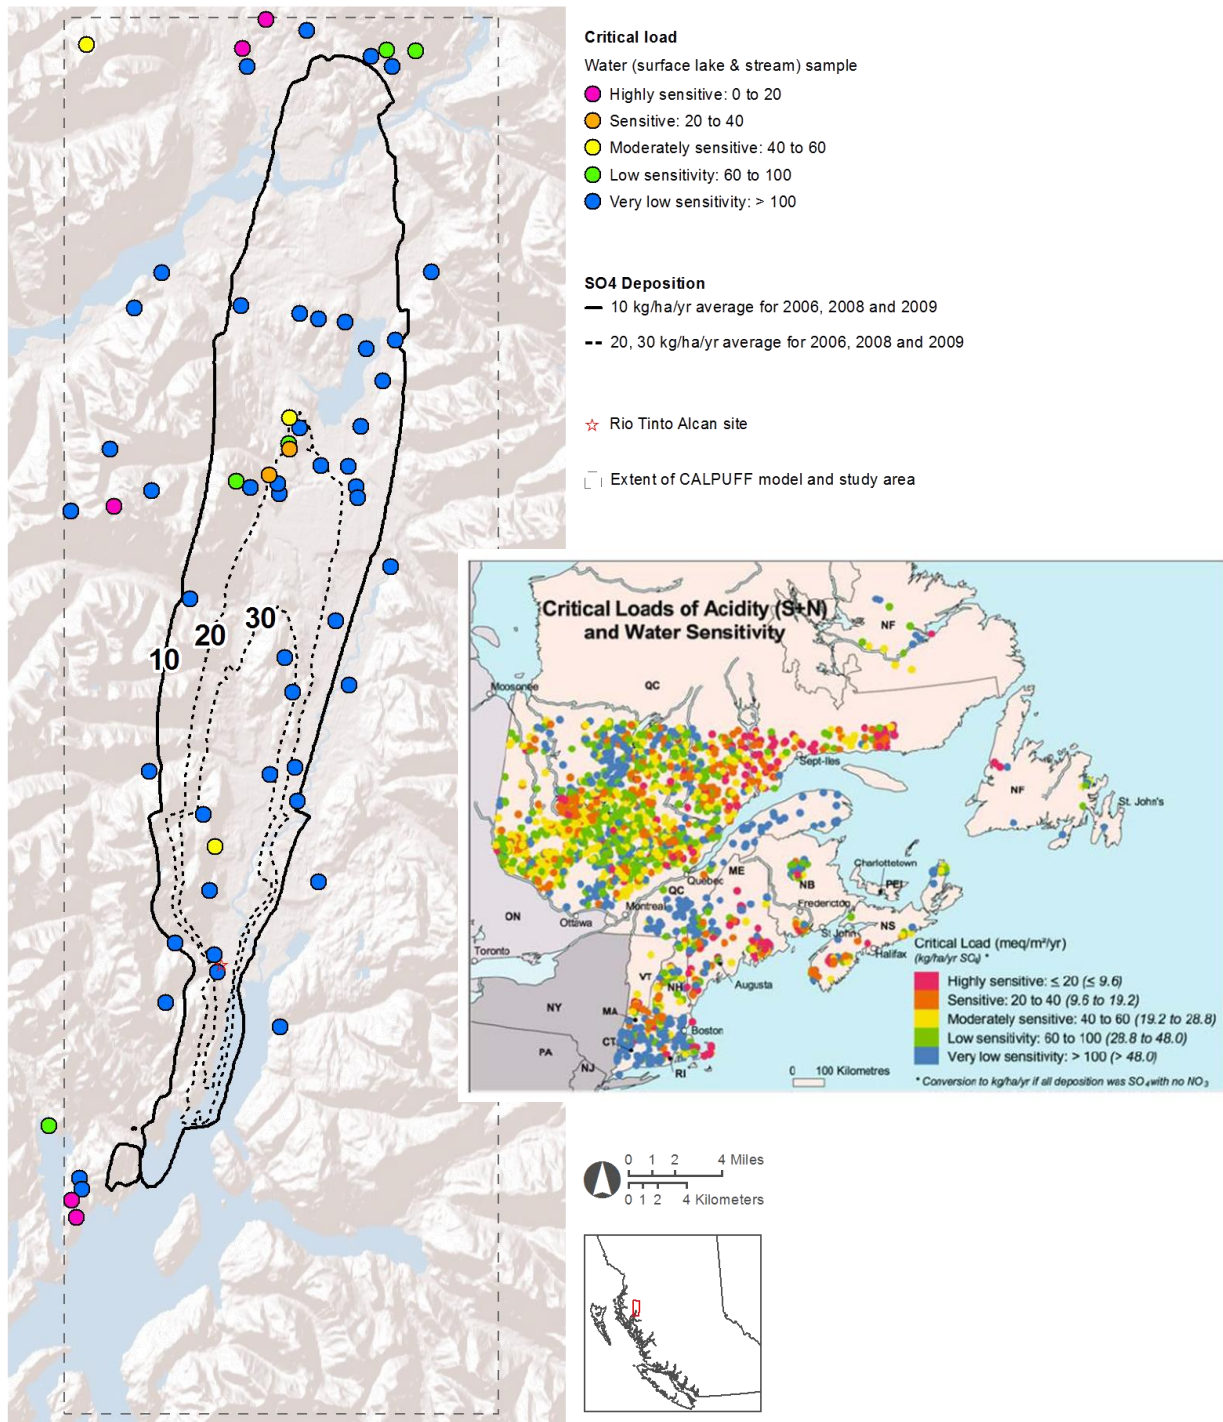 Critical load
Water (surface lake & stream) sample
Highly sensitive: 0 to 20
Sensitive: 20 to 40
Moderately sensitive: 40 to 60
Low sensitivity: 60 to 100
Very low sensitivity: > 100
SO4 Deposition
10 kg/ha/yr average for 2006, 2008 and 2009
20, 30 kg/ha/yr average for 2006, 2008 and 2009
Rio Tinto Alcan site
Extent of CALPUFF model and study area
10
20
30
Critical Loads of Acidity (S+N)
and Water Sensitivity
NF
QC
Moosonee
Sept-Iles
NF
St. John's
Charlottetown
ME
Québec
QC
NB
PEI
Fredericton
ON
Montreal
Ottawa
St John
NS
Halifax
Toronto
VT
NH
Augusta
NY
MA
Boston
CT
PA
NJ
RI
Critical Load (meq/m²/yr)
(kg/ha/yr SO₄) *
Highly sensitive: ≤ 20 (≤ 9.6)
Sensitive: 20 to 40 (9.6 to 19.2)
Moderately sensitive: 40 to 60 (19.2 to 28.8)
Low sensitivity: 60 to 100 (28.8 to 48.0)
Very low sensitivity: > 100 (> 48.0)
0 100 Kilometres
* Conversion to kg/ha/yr if all deposition was SO₄ with no NO₃
0 1 2 4 Miles
0 1 2 4 Kilometers